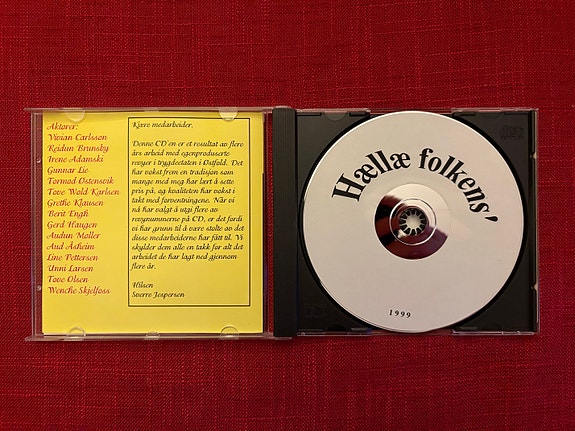 Aktører:
Vivian Carlsson
Reidun Brunsby
Irene Adamski
Gunnar Lie
Tormod Østensvik
Tove Wold Karlsen
Grethe Klausen
Berit Engh
Gerd Haugen
Audun Møller
Aud Åsheim
Line Pettersen
Unni Larsen
Tove Olsen
Wenche Skjelfoss
Kjære medarbeider,
Denne CD'en er et resultat av flere
års arbeid med egenproduserte
revyer i trygdeetaten i Østfold. Det
har vokst frem en tradisjon som
mange med meg har lært å sette
pris på, og kvaliteten har vokst i
takt med forventningene. Når vi
nå har valgt å utgi flere av
revynummerne på CD, er det fordi
vi har grunn til å være stolte av det
disse medarbeiderne har fått til. Vi
skylder dem alle en takk for alt det
arbeidet de har lagt ned gjennom
flere år.
Hilsen
Sverre Jespersen
Hællæ folkens'
1999